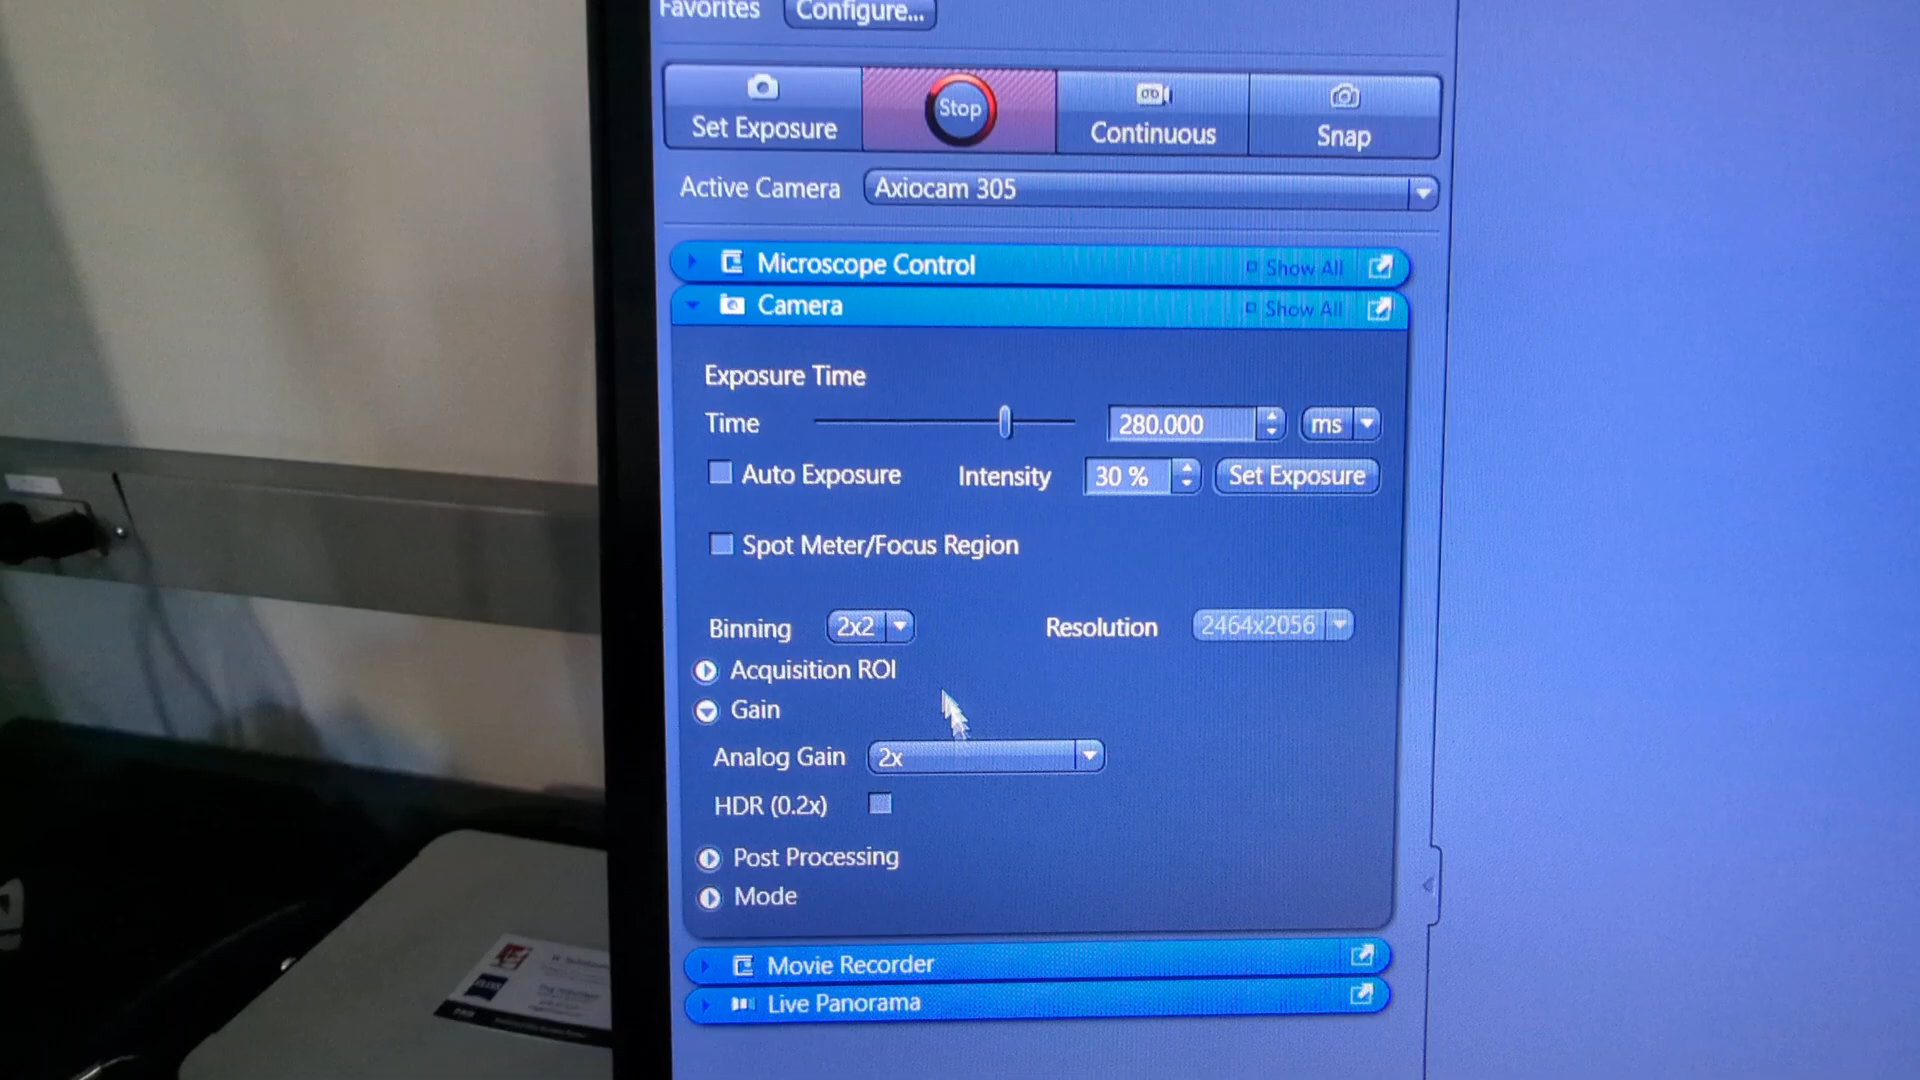 Favorites Configure...
Set Exposure Stop Continuous Snap
Active Camera Axiocam 305
Microscope Control Show All
Camera Show All
Exposure Time
Time 280.000 ms
Auto Exposure Intensity 30 % Set Exposure
Spot Meter/Focus Region
Binning 2x2 Resolution 2464x2056
Acquisition ROI
Gain
Analog Gain 2x
HDR (0.2x)
Post Processing
Mode
Movie Recorder
Live Panorama